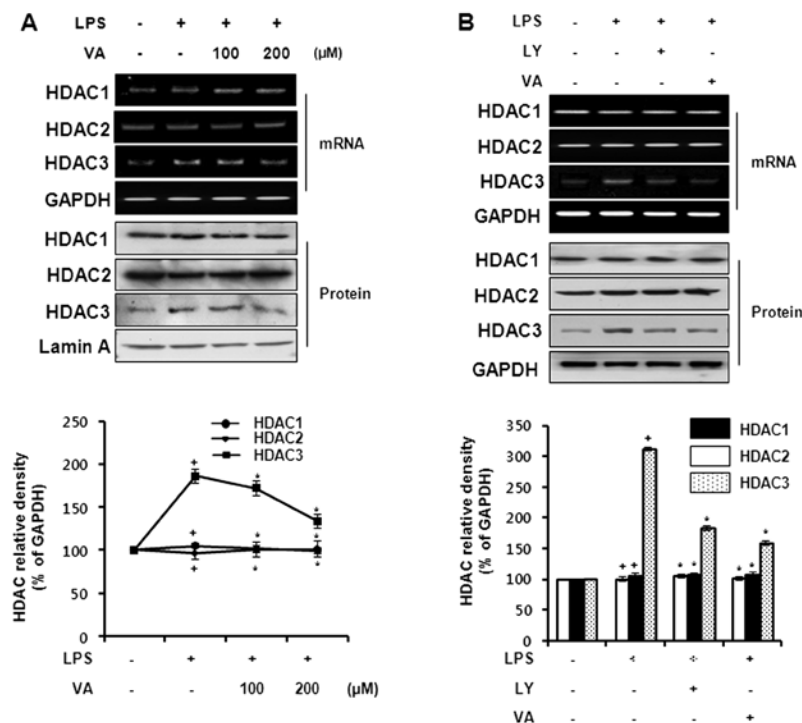 A
LPS - + + +
VA - - 100 200 (μM)
HDAC1
HDAC2
HDAC3
GAPDH
mRNA
HDAC1
HDAC2
HDAC3
Lamin A
Protein
HDAC relative density
(% of GAPDH)
250
200
150
100
50
0
HDAC1
HDAC2
HDAC3
+ * *
+ * *
+ * *
LPS - + + +
VA - - 100 200 (μM)
B
LPS - + + +
LY - - + -
VA - - - +
HDAC1
HDAC2
HDAC3
GAPDH
mRNA
HDAC1
HDAC2
HDAC3
GAPDH
Protein
HDAC relative density
(% of GAPDH)
350
300
250
200
150
100
50
0
HDAC1
HDAC2
HDAC3
+ + + * * * * * *
LPS - + + +
LY - - + -
VA - - - +